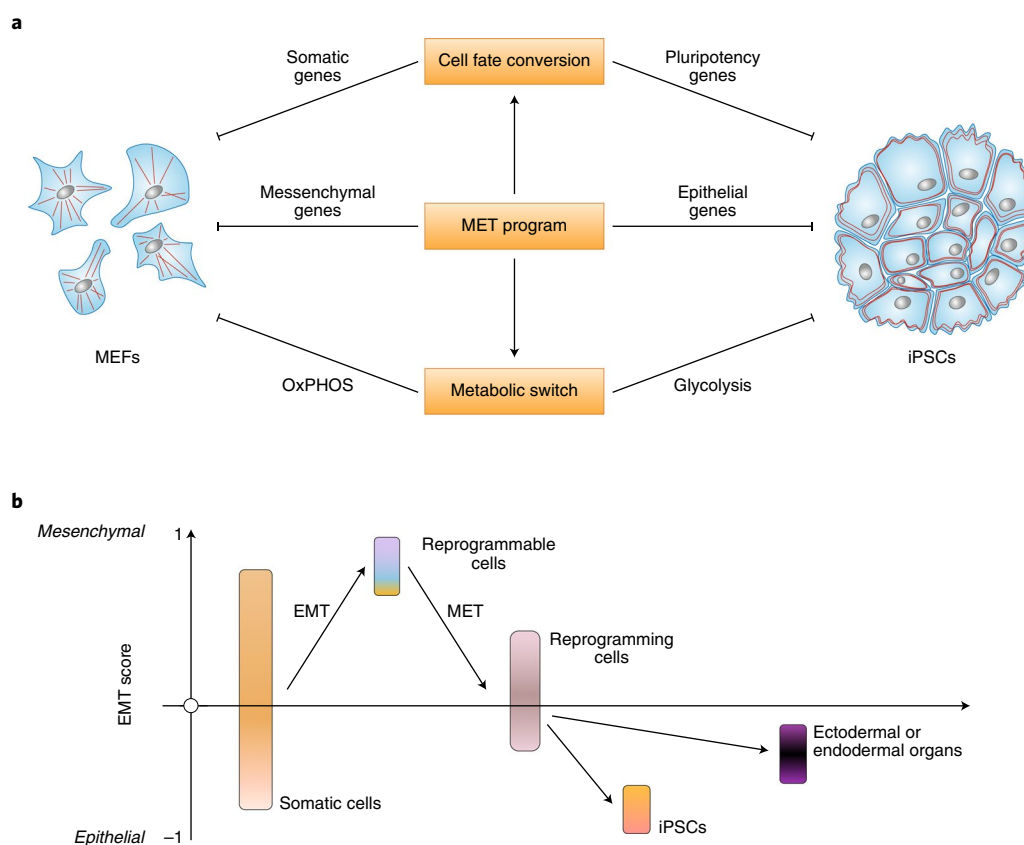 a
Somatic
genes
Cell fate conversion
Pluripotency
genes
Messenchymal
genes
MET program
Epithelial
genes
MEFs
iPSCs
OxPHOS
Metabolic switch
Glycolysis
b
Mesenchymal
1
Reprogrammable
cells
EMT
MET
Reprogramming
cells
EMT score
Ectodermal or
endodermal organs
Somatic cells
iPSCs
Epithelial
–1